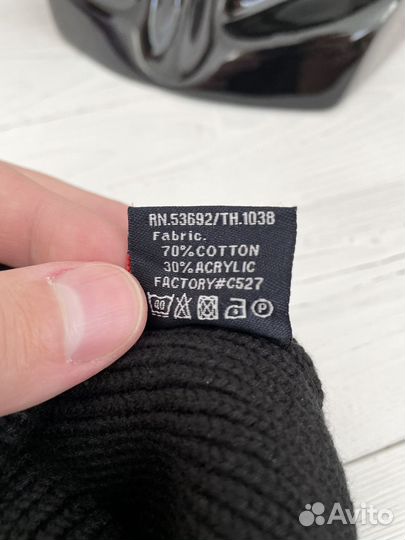 RN.53692/TH.1038
Fabric.
70%COTTON
30%ACRYLIC
FACTORY#C527
P
Avito